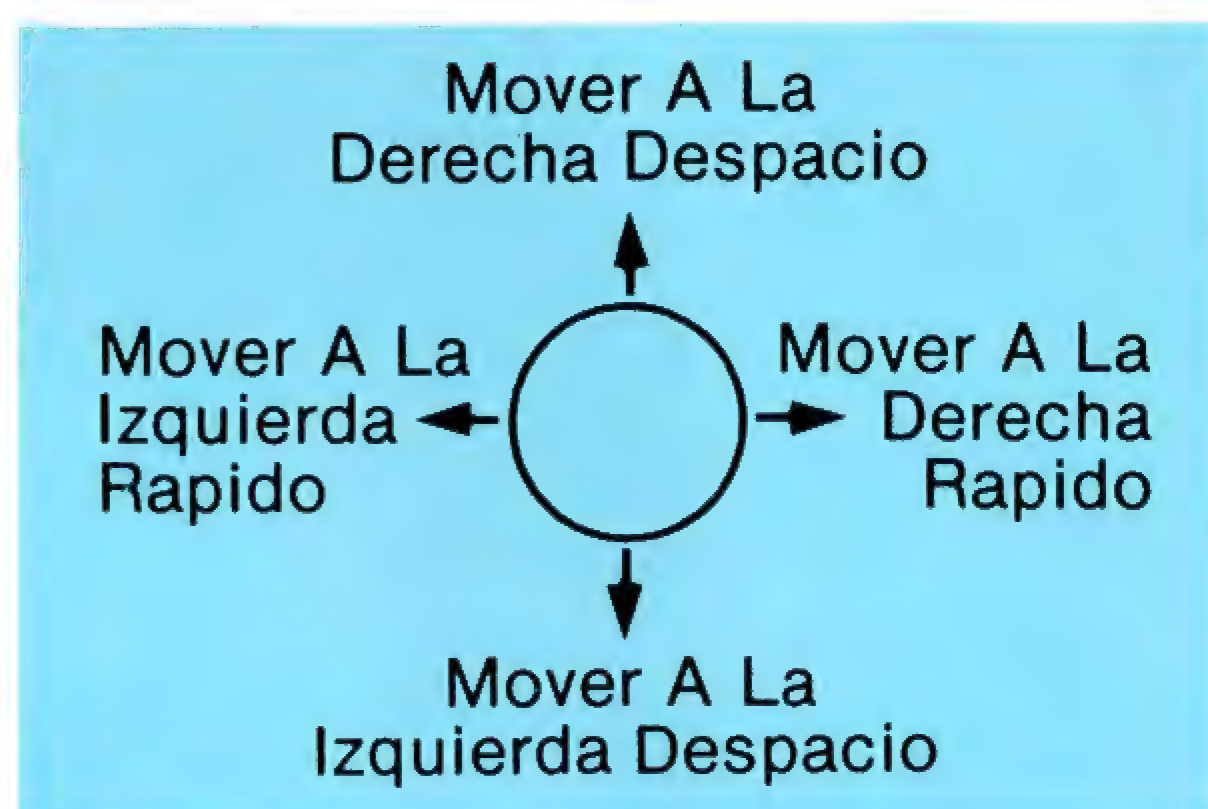 Mover A La
Derecha Despacio
Mover A La
Izquierda
Rapido
Mover A La
Derecha
Rapido
Mover A La
Izquierda Despacio